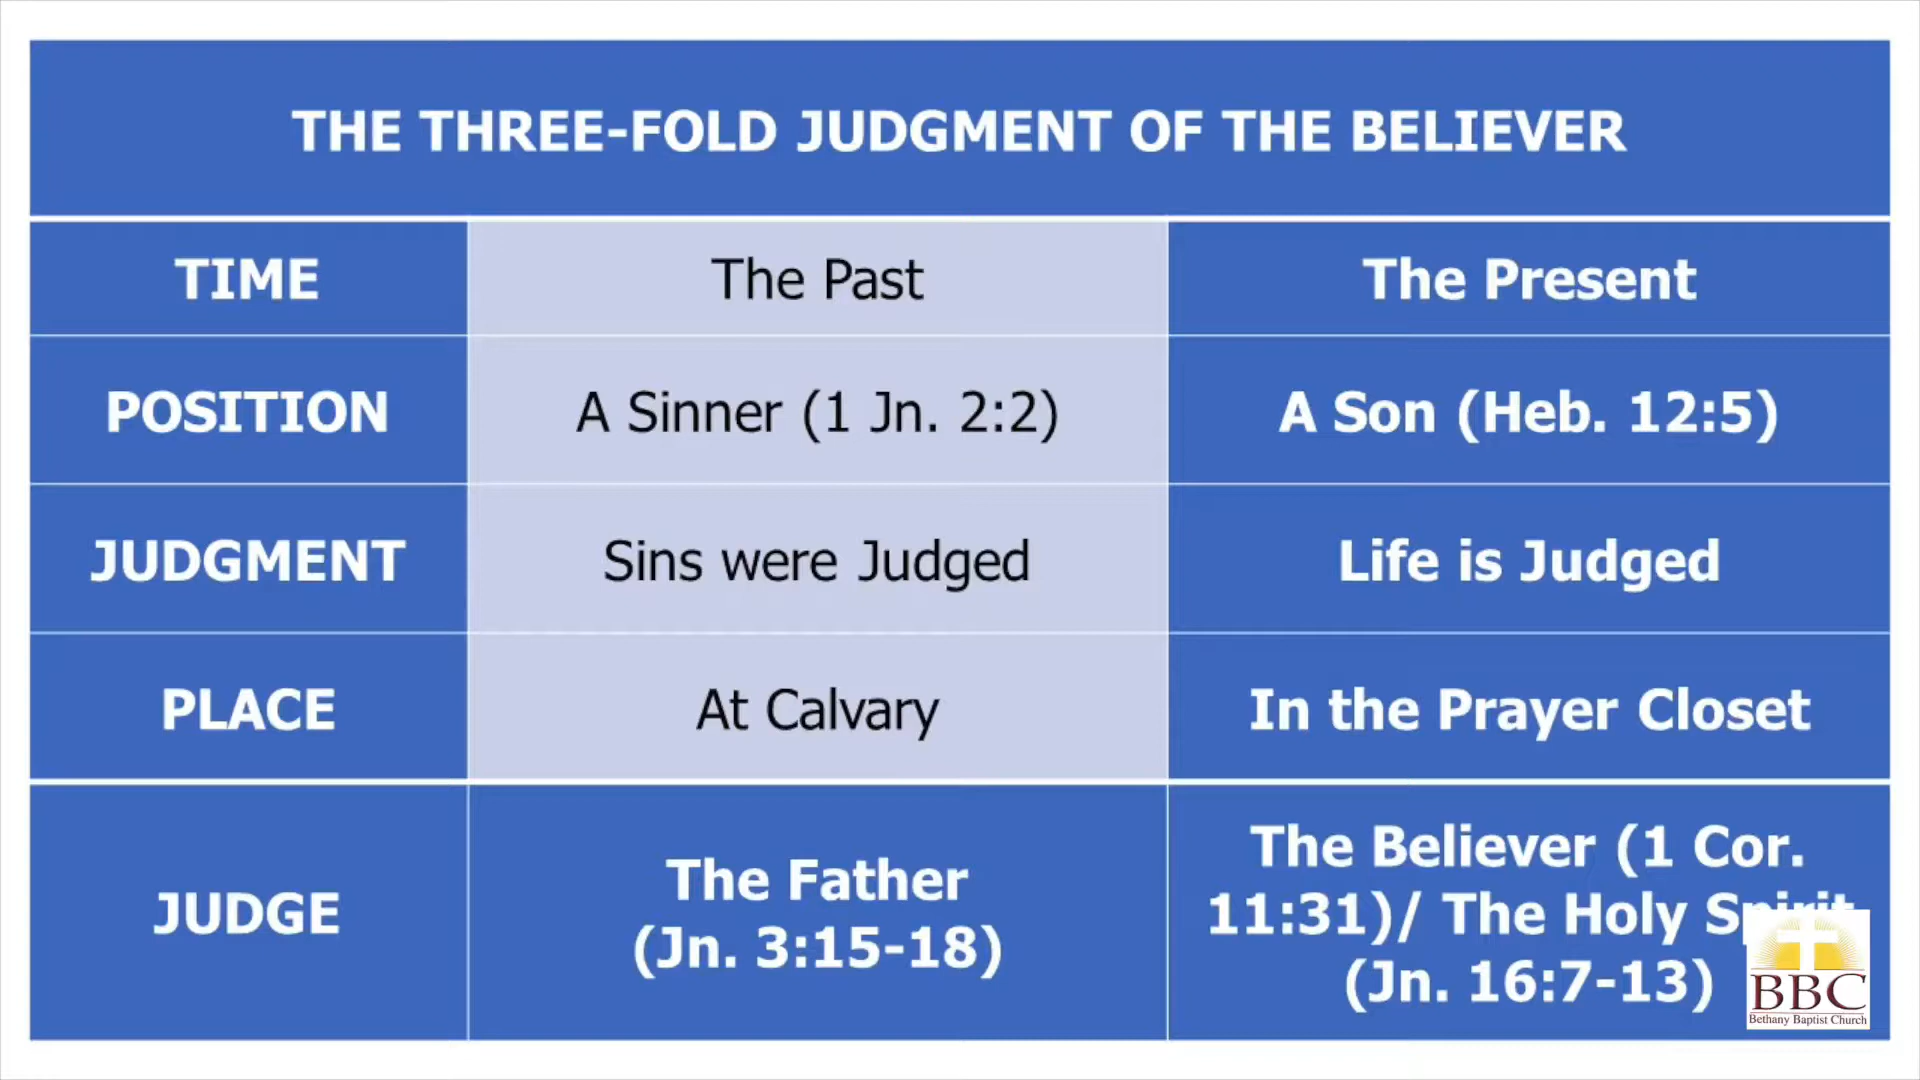 THE THREE-FOLD JUDGMENT OF THE BELIEVER
TIME
The Past
The Present
POSITION
A Sinner (1 Jn. 2:2)
A Son (Heb. 12:5)
JUDGMENT
Sins were Judged
Life is Judged
PLACE
At Calvary
In the Prayer Closet
JUDGE
The Father
(Jn. 3:15-18)
The Believer (1 Cor.
11:31)/ The Holy Spirit
(Jn. 16:7-13)
BBC
Bethany Baptist Church